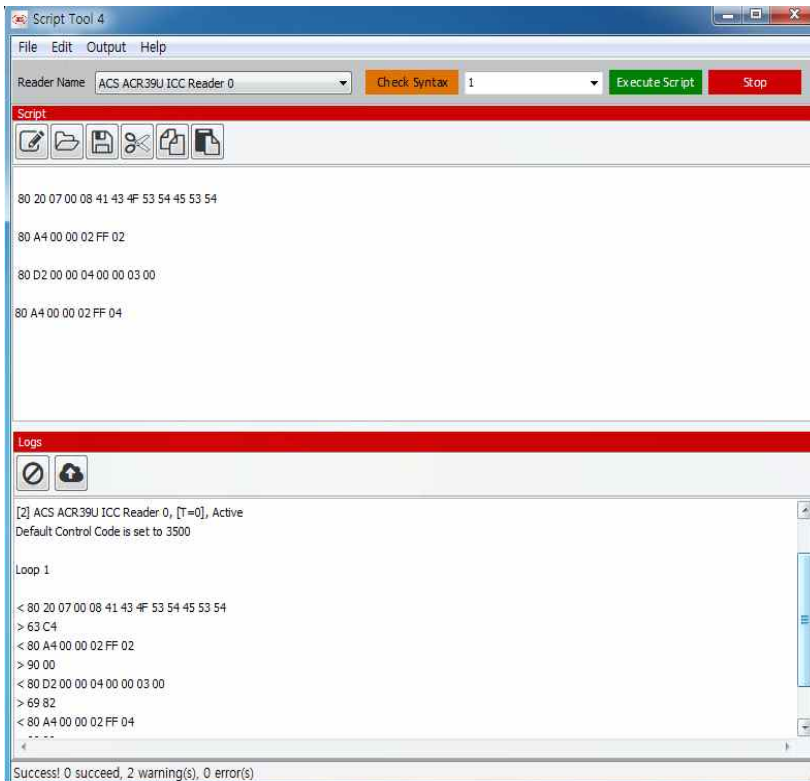 Script Tool 4
File Edit Output Help
Reader Name ACS ACR39U ICC Reader 0 Check Syntax 1 Execute Script Stop
Script
80 20 07 00 08 41 43 4F 53 54 45 53 54
80 A4 00 00 02 FF 02
80 D2 00 00 04 00 00 03 00
80 A4 00 00 02 FF 04
Logs
[2] ACS ACR39U ICC Reader 0, [T=0], Active
Default Control Code is set to 3500
Loop 1
< 80 20 07 00 08 41 43 4F 53 54 45 53 54
> 63 C4
< 80 A4 00 00 02 FF 02
> 90 00
< 80 D2 00 00 04 00 00 03 00
> 69 82
< 80 A4 00 00 02 FF 04
Success! 0 succeed, 2 warning(s), 0 error(s)